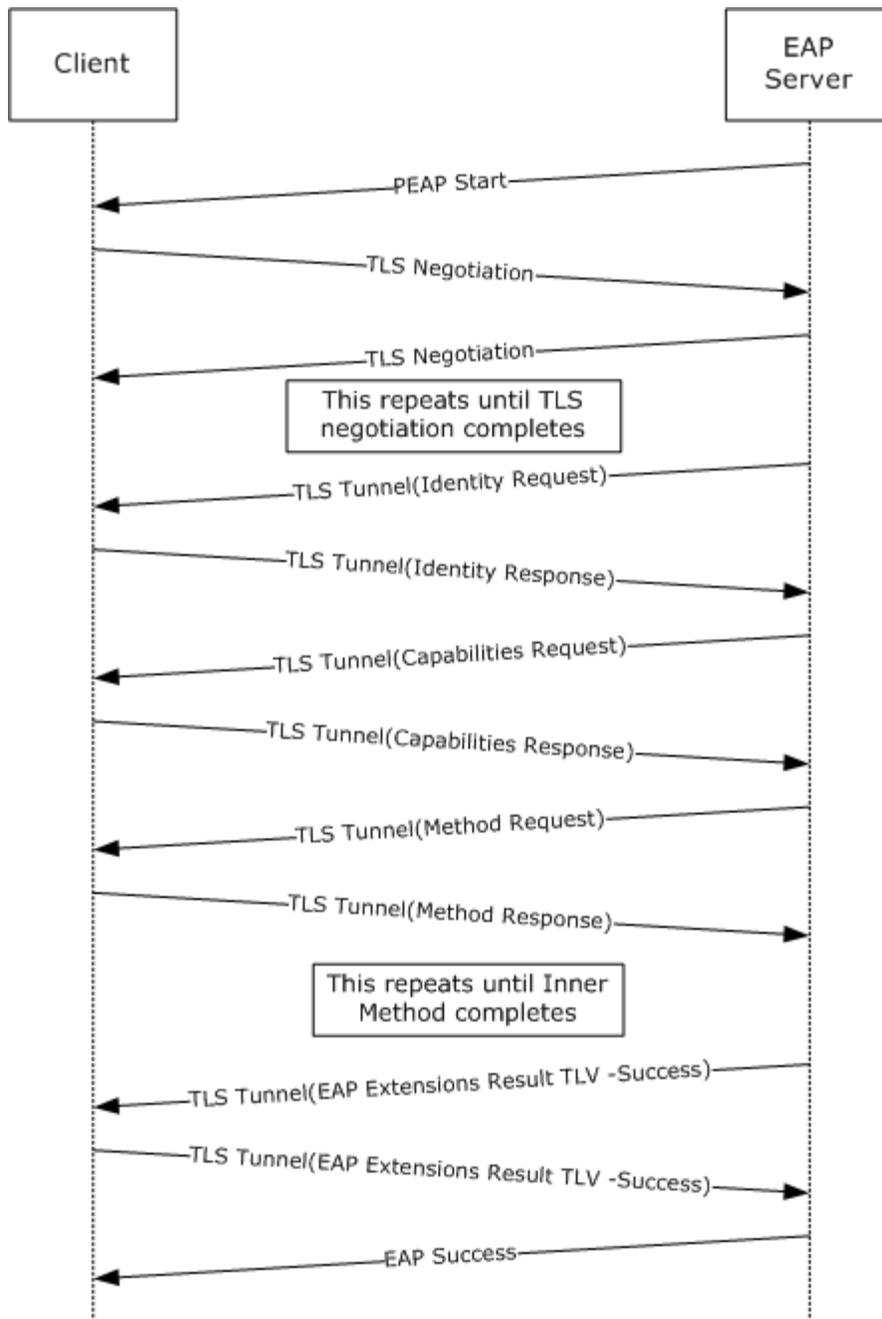 Client
EAP
Server
PEAP Start
TLS Negotiation
TLS Negotiation
This repeats until TLS
negotiation completes
TLS Tunnel(Identity Request)
TLS Tunnel(Identity Response)
TLS Tunnel(Capabilities Request)
TLS Tunnel(Capabilities Response)
TLS Tunnel(Method Request)
TLS Tunnel(Method Response)
This repeats until Inner
Method completes
TLS Tunnel(EAP Extensions Result TLV -Success)
TLS Tunnel(EAP Extensions Result TLV -Success)
EAP Success